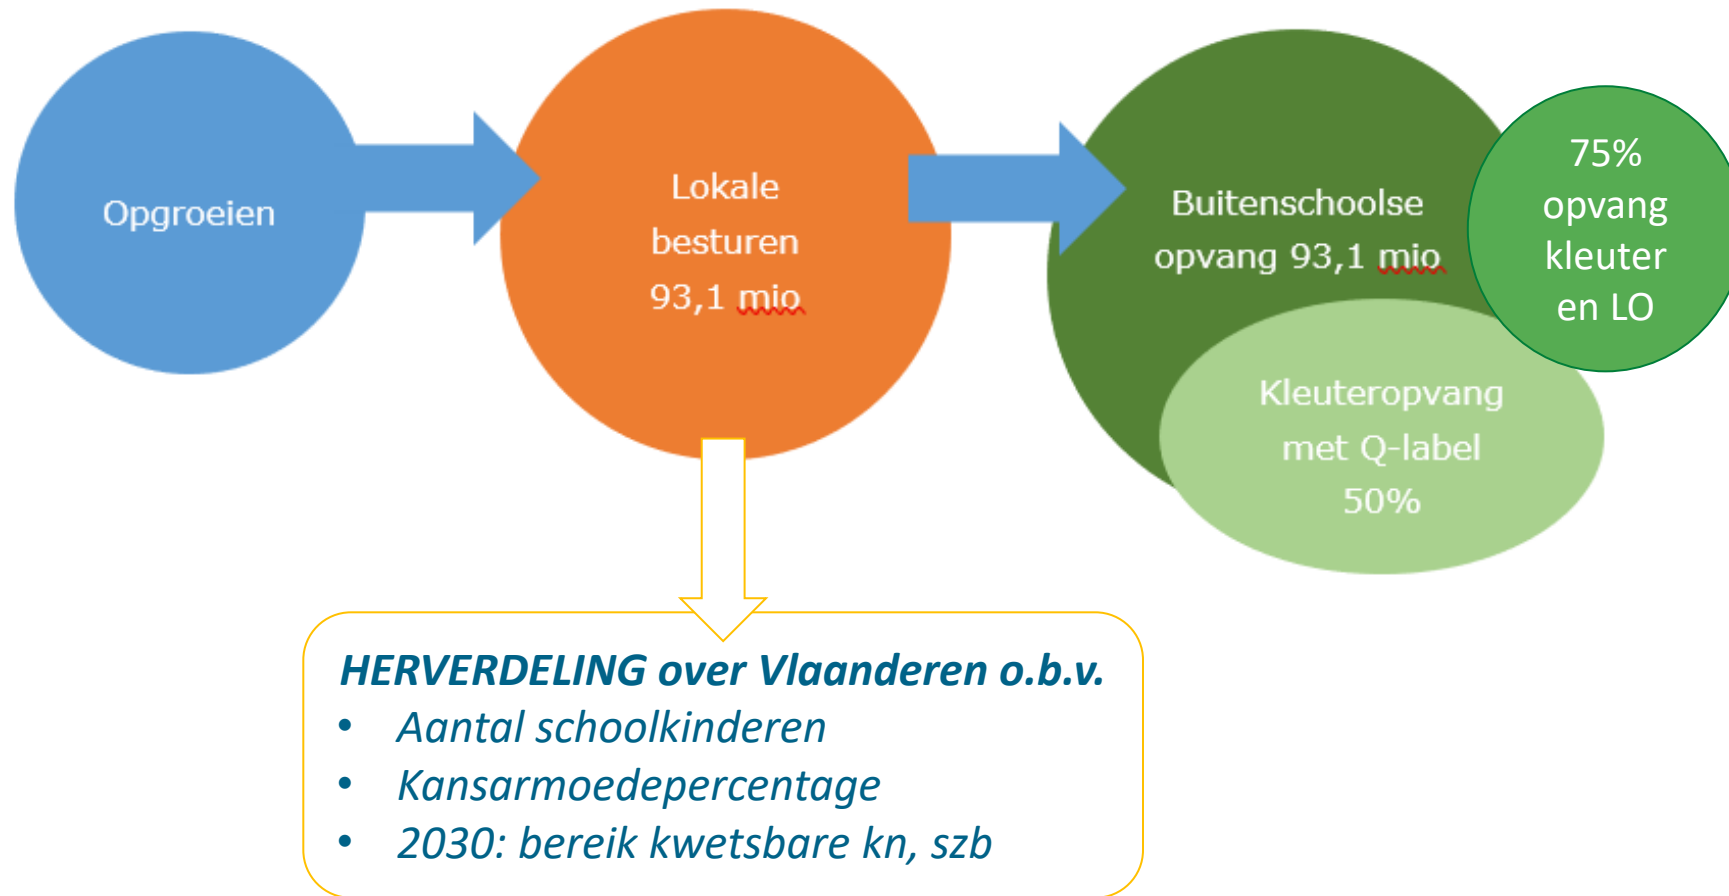 Opgroeien
Lokale
besturen
93,1 mio
Buitenschoolse
opvang 93,1 mio
75%
opvang
kleuter
en LO
Kleuteropvang
met Q-label
50%
HERVERDELING over Vlaanderen o.b.v.
• Aantal schoolkinderen
• Kansarmoedepercentage
• 2030: bereik kwetsbare kn, szb